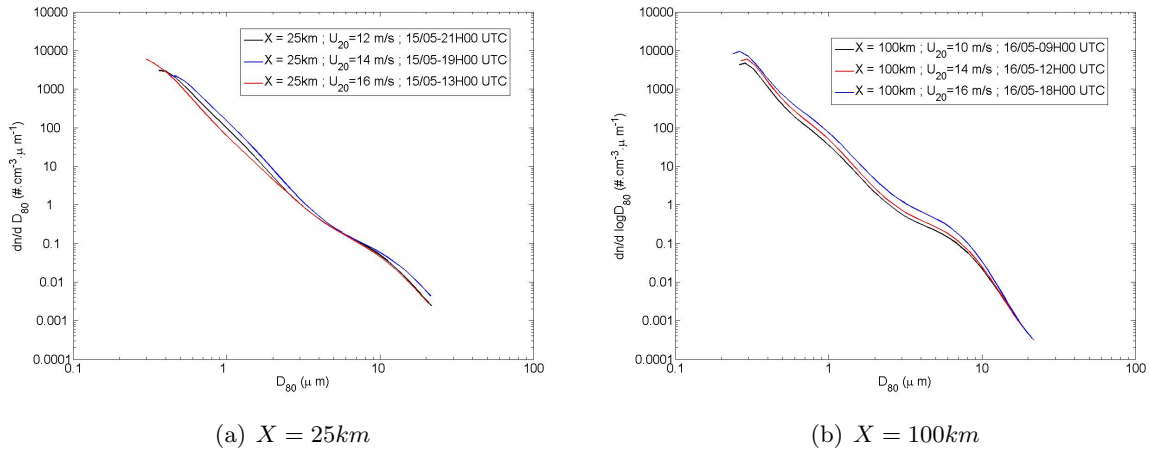 100000
10000
1000
100
10
1
0.1
0.01
0.001
0.0001
dn/d D80 (#.cm-3.µ m-1)
X = 25km ; U20=12 m/s ; 15/05-21H00 UTC
X = 25km ; U20=14 m/s ; 15/05-19H00 UTC
X = 25km ; U20=16 m/s ; 15/05-13H00 UTC
0.1 1 10 100
D80 (µ m)
(a) X = 25km
100000
10000
1000
100
10
1
0.1
0.01
0.001
0.0001
dn/d logD80 (#.cm-3.µ m-1)
X = 100km ; U20=10 m/s ; 16/05-09H00 UTC
X = 100km ; U20=14 m/s ; 16/05-12H00 UTC
X = 100km ; U20=16 m/s ; 16/05-18H00 UTC
0.1 1 10 100
D80 (µ m)
(b) X = 100km